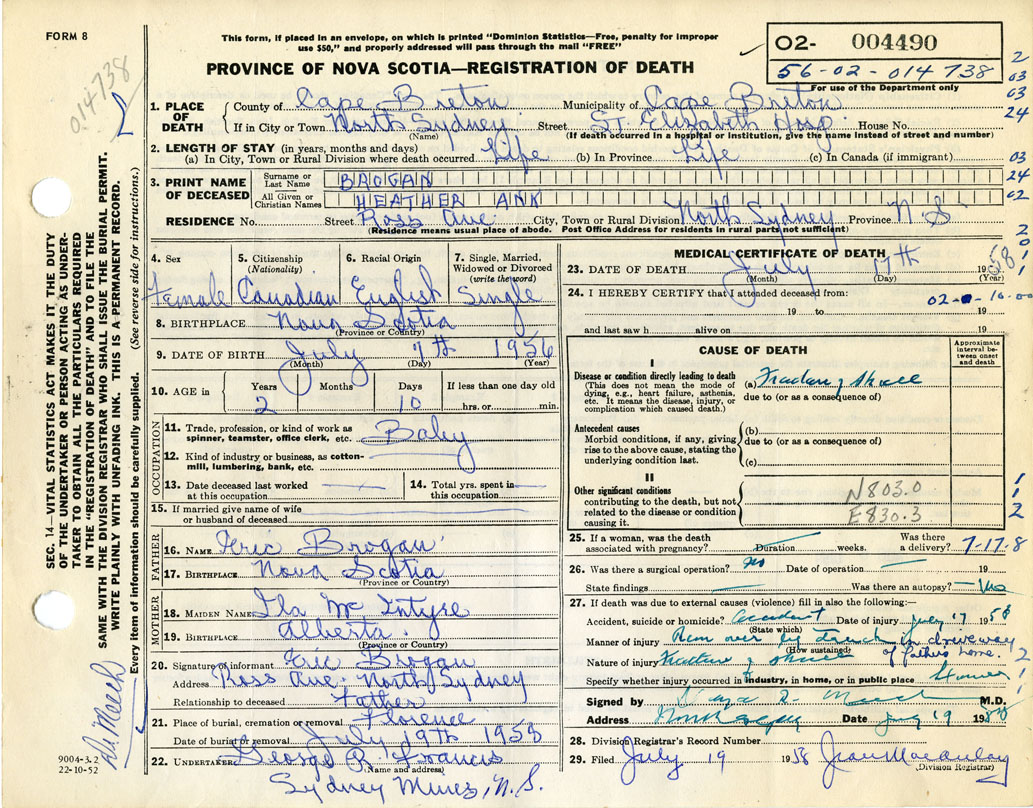 FORM 8
014738
This form, if placed in an envelope, on which is printed "Dominion Statistics—Free, penalty for improper
use $50," and properly addressed will pass through the mail "FREE"
PROVINCE OF NOVA SCOTIA—REGISTRATION OF DEATH
O2- 004490
56-02-014 738
For use of the Department only
2
03
63
24
03
24
02
2
0
1
1
1. PLACE OF DEATH
County of Cape Breton Municipality of Cape Breton
If in City or Town North Sydney Street St. Elizabeth Hosp. House No.
(Name) (If death occurred in a hospital or institution, give the name instead of street and number)
2. LENGTH OF STAY (in years, months and days)
(a) In City, Town or Rural Division where death occurred Life (b) In Province Life (c) In Canada (if immigrant)
3. PRINT NAME OF DECEASED
Surname or Last Name BROGAN
All Given or Christian Names HEATHER ANN
RESIDENCE No. Street Ross Ave City, Town or Rural Division North Sydney Province N.S.
(Residence means usual place of abode. Post Office Address for residents in rural parts not sufficient)
4. Sex Female
5. Citizenship (Nationality) Canadian
6. Racial Origin English
7. Single, Married, Widowed or Divorced (write the word) Single
8. BIRTHPLACE Nova Scotia
(Province or Country)
9. DATE OF BIRTH July 7th 1956
(Month) (Day) (Year)
10. AGE in Years 2 Months Days 10 If less than one day old hrs. or min.
OCCUPATION
11. Trade, profession, or kind of work as spinner, teamster, office clerk, etc. Baby
12. Kind of industry or business, as cotton-mill, lumbering, bank, etc.
13. Date deceased last worked at this occupation
14. Total yrs. spent in this occupation
15. If married give name of wife or husband of deceased
FATHER
16. NAME Eric Brogan
17. BIRTHPLACE Nova Scotia
(Province or Country)
MOTHER
18. MAIDEN NAME Ila McIntyre
19. BIRTHPLACE Alberta
(Province or Country)
20. Signature of informant Eric Brogan
Address Ross Ave. North Sydney
Relationship to deceased Father
21. Place of burial, cremation or removal Florence
Date of burial or removal July 19th 1958
22. UNDERTAKER George R. Francis
(Name and address)
Sydney Mines, N.S.
MEDICAL CERTIFICATE OF DEATH
23. DATE OF DEATH July 17th 1958
(Month) (Day) (Year)
24. I HEREBY CERTIFY that I attended deceased from:
19 to 19
and last saw h alive on 19
CAUSE OF DEATH
Approximate interval between onset and death
I
Disease or condition directly leading to death
(This does not mean the mode of dying, e.g., heart failure, asthenia, etc. It means the disease, injury, or complication which caused death.)
(a) Fracture of skull
due to (or as a consequence of)
Antecedent causes
Morbid conditions, if any, giving rise to the above cause, stating the underlying condition last.
(b)
due to (or as a consequence of)
(c)
II
Other significant conditions
contributing to the death, but not related to the disease or condition causing it.
N803.0
E830.3
1
1
2
25. If a woman, was the death associated with pregnancy? Duration weeks. Was there a delivery? 7-17-8
26. Was there a surgical operation? no Date of operation
State findings Was there an autopsy? no
27. If death was due to external causes (violence) fill in also the following:—
Accident, suicide or homicide? accident Date of injury July 17 1958
(State which)
Manner of injury Run over by truck in driveway
(How sustained) of fathers home.
Nature of injury Fracture of skull
Specify whether injury occurred in industry, in home, or in public place Home
Signed by M.D.
Address Date July 19 19
28. Division Registrar's Record Number
29. Filed July 19 1958 Jean Macaulay
(Division Registrar)
SEC. 14—VITAL STATISTICS ACT MAKES IT THE DUTY
OF THE UNDERTAKER OR PERSON ACTING AS UNDER-
TAKER TO OBTAIN ALL THE PARTICULARS REQUIRED
IN THE "REGISTRATION OF DEATH" AND TO FILE THE
SAME WITH THE DIVISION REGISTRAR WHO SHALL ISSUE THE BURIAL PERMIT.
WRITE PLAINLY WITH UNFADING INK. THIS IS A PERMANENT RECORD.
Every item of information should be carefully supplied. (See reverse side for instructions.)
9004-3.2
22-10-52